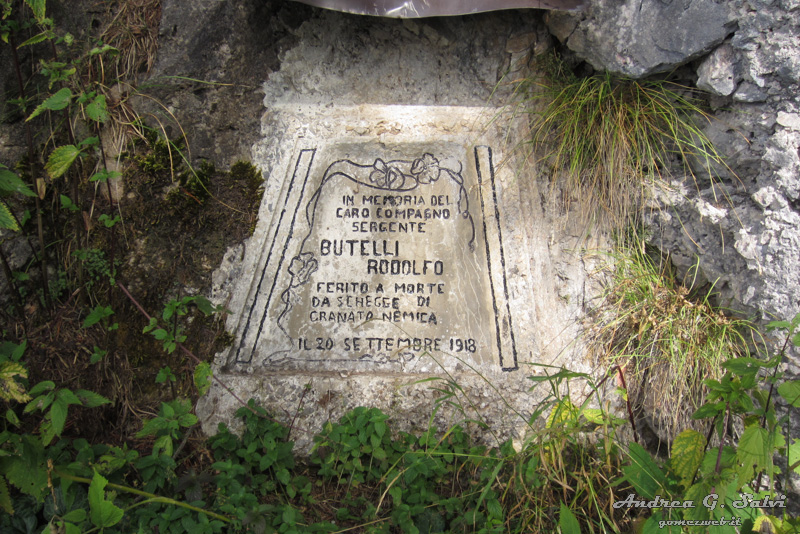 IN MEMORIA DEL
CARO COMPAGNO
SERGENTE
BUTELLI
RODOLFO
FERITO A MORTE
DA SCHEGGE DI
GRANATA NEMICA
IL 20 SETTEMBRE 1918
Andrea G. Salvi
gomezweb.it